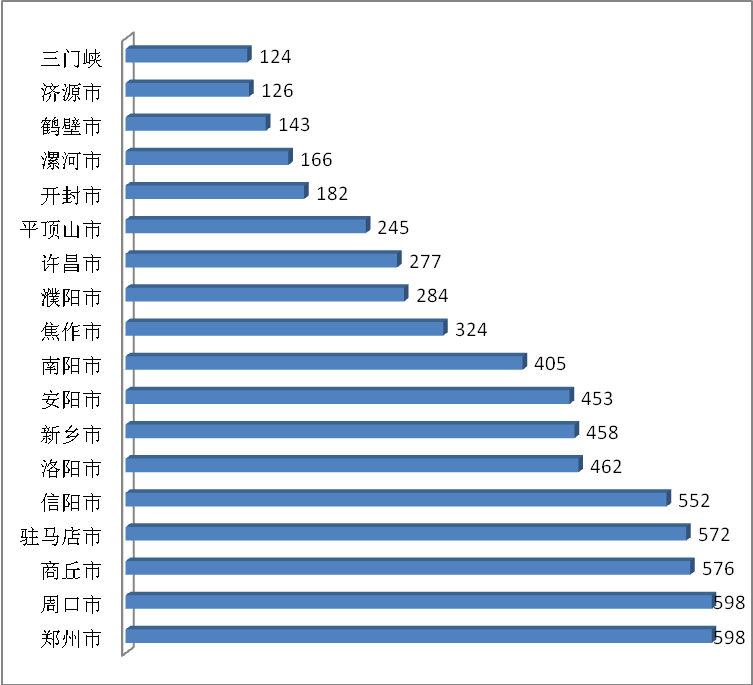 三门峡 124
济源市 126
鹤壁市 143
漯河市 166
开封市 182
平顶山市 245
许昌市 277
濮阳市 284
焦作市 324
南阳市 405
安阳市 453
新乡市 458
洛阳市 462
信阳市 552
驻马店市 572
商丘市 576
周口市 598
郑州市 598